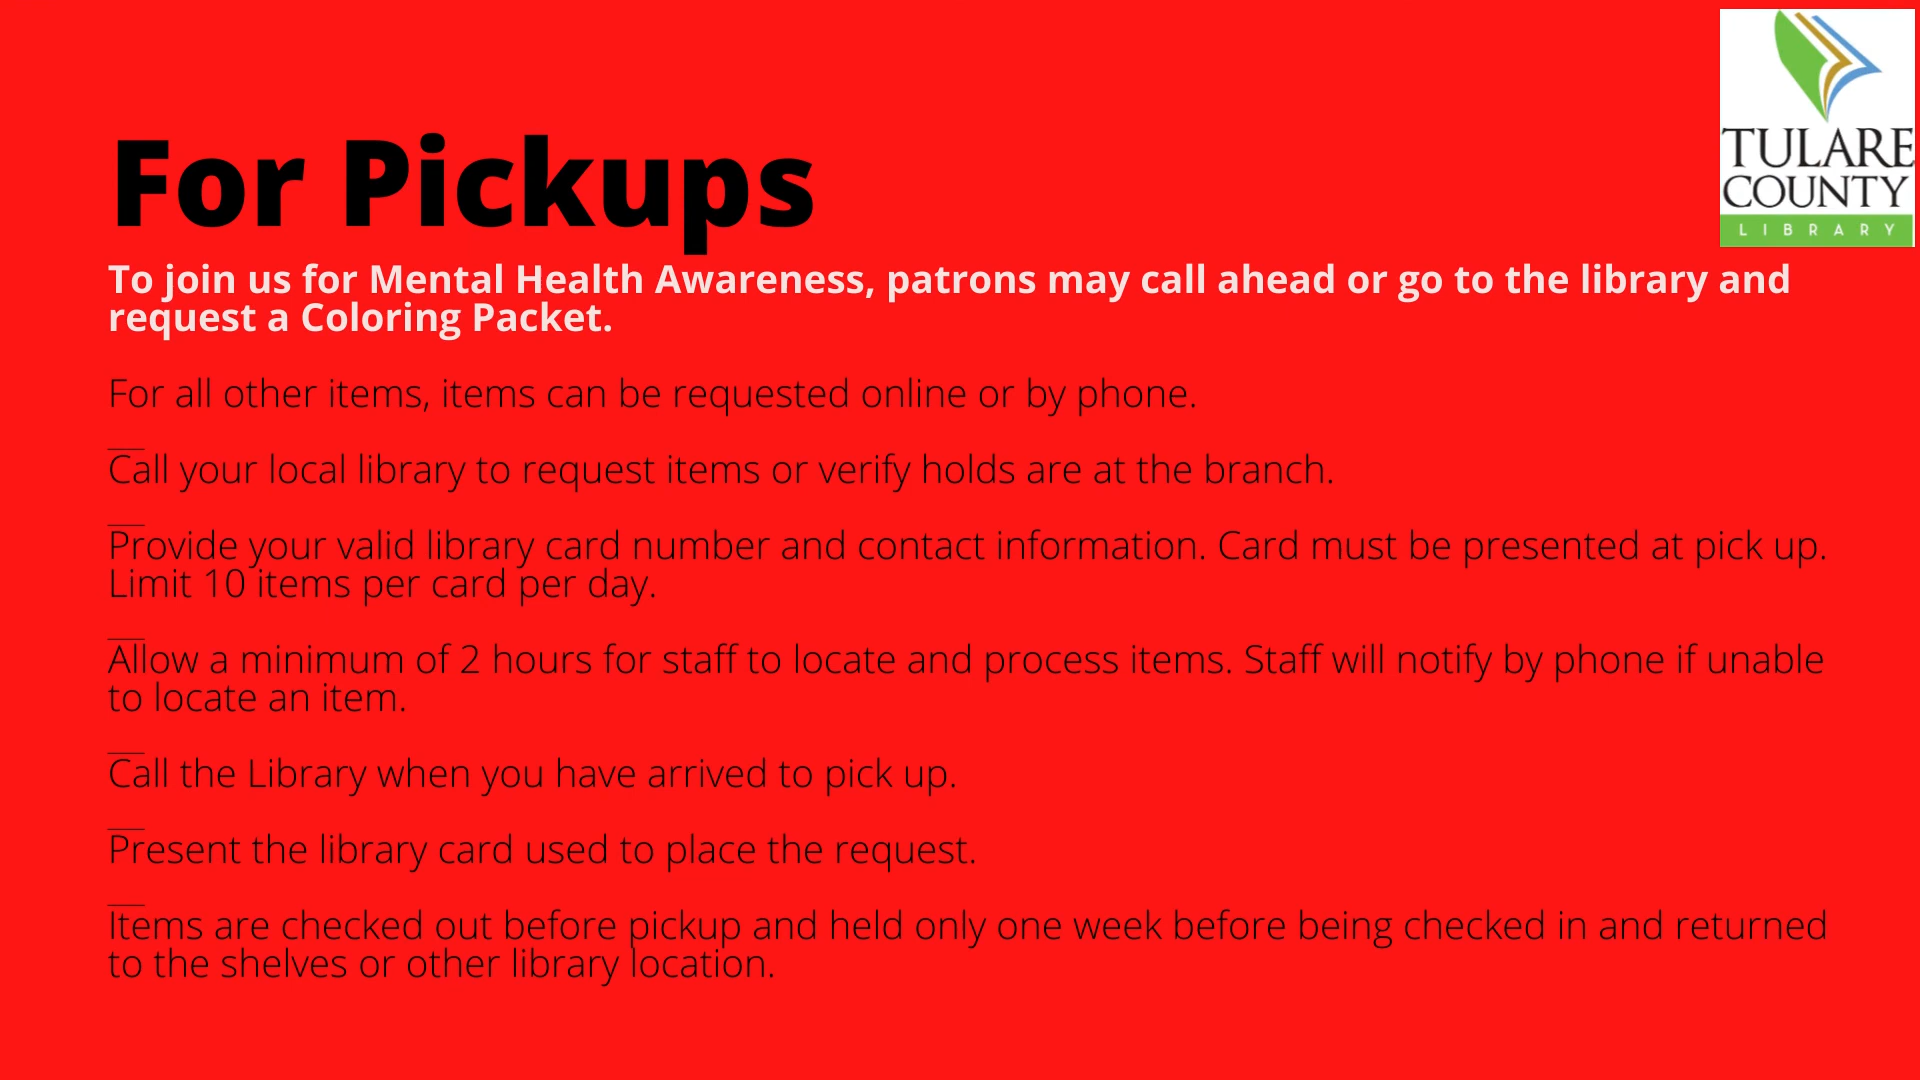 TULARE
COUNTY
LIBRARY
For Pickups
To join us for Mental Health Awareness, patrons may call ahead or go to the library and
request a Coloring Packet.
For all other items, items can be requested online or by phone.
__
Call your local library to request items or verify holds are at the branch.
__
Provide your valid library card number and contact information. Card must be presented at pick up.
Limit 10 items per card per day.
__
Allow a minimum of 2 hours for staff to locate and process items. Staff will notify by phone if unable
to locate an item.
__
Call the Library when you have arrived to pick up.
__
Present the library card used to place the request.
__
Items are checked out before pickup and held only one week before being checked in and returned
to the shelves or other library location.